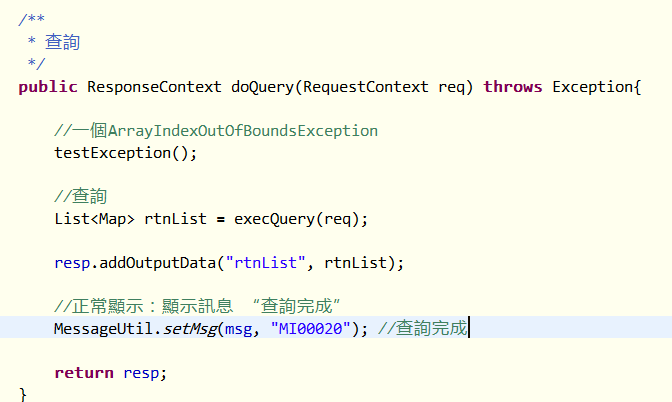 /**
 * 查詢
 */
public ResponseContext doQuery(RequestContext req) throws Exception{
//一個ArrayIndexOutOfBoundsException
testException();
//查詢
List<Map> rtnList = execQuery(req);
resp.addOutputData("rtnList", rtnList);
//正常顯示：顯示訊息 “查詢完成”
MessageUtil.setMsg(msg, "MI00020"); //查詢完成
return resp;
}